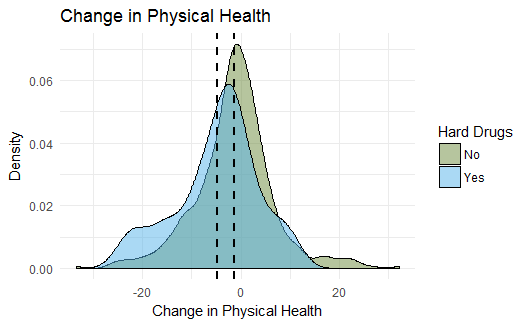 Change in Physical Health
Density
0.06
0.04
0.02
0.00
-20
0
20
Change in Physical Health
Hard Drugs
No
Yes